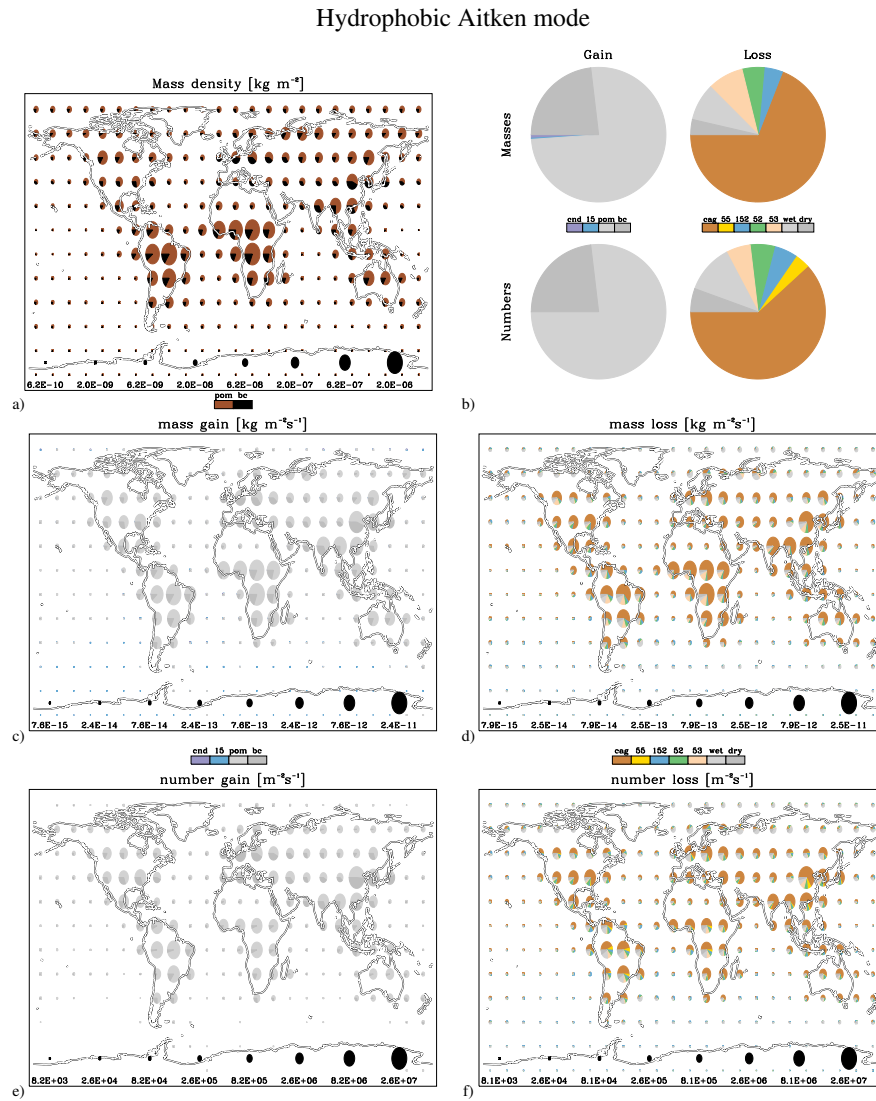 Hydrophobic Aitken mode
Mass density [kg m⁻²]
6.2E-10 2.0E-09 6.2E-09 2.0E-08 6.2E-08 2.0E-07 6.2E-07 2.0E-06
pom bc
a)
Gain Loss
Masses
cnd 15 pom bc
cag 55 152 52 53 wet dry
Numbers
b)
mass gain [kg m⁻²s⁻¹]
7.6E-15 2.4E-14 7.6E-14 2.4E-13 7.6E-13 2.4E-12 7.6E-12 2.4E-11
c)
mass loss [kg m⁻²s⁻¹]
7.9E-15 2.5E-14 7.9E-14 2.5E-13 7.9E-13 2.5E-12 7.9E-12 2.5E-11
d)
cnd 15 pom bc
cag 55 152 52 53 wet dry
number gain [m⁻²s⁻¹]
8.2E+03 2.6E+04 8.2E+04 2.6E+05 8.2E+05 2.6E+06 8.2E+06 2.6E+07
e)
number loss [m⁻²s⁻¹]
8.1E+03 2.6E+04 8.1E+04 2.6E+05 8.1E+05 2.6E+06 8.1E+06 2.6E+07
f)